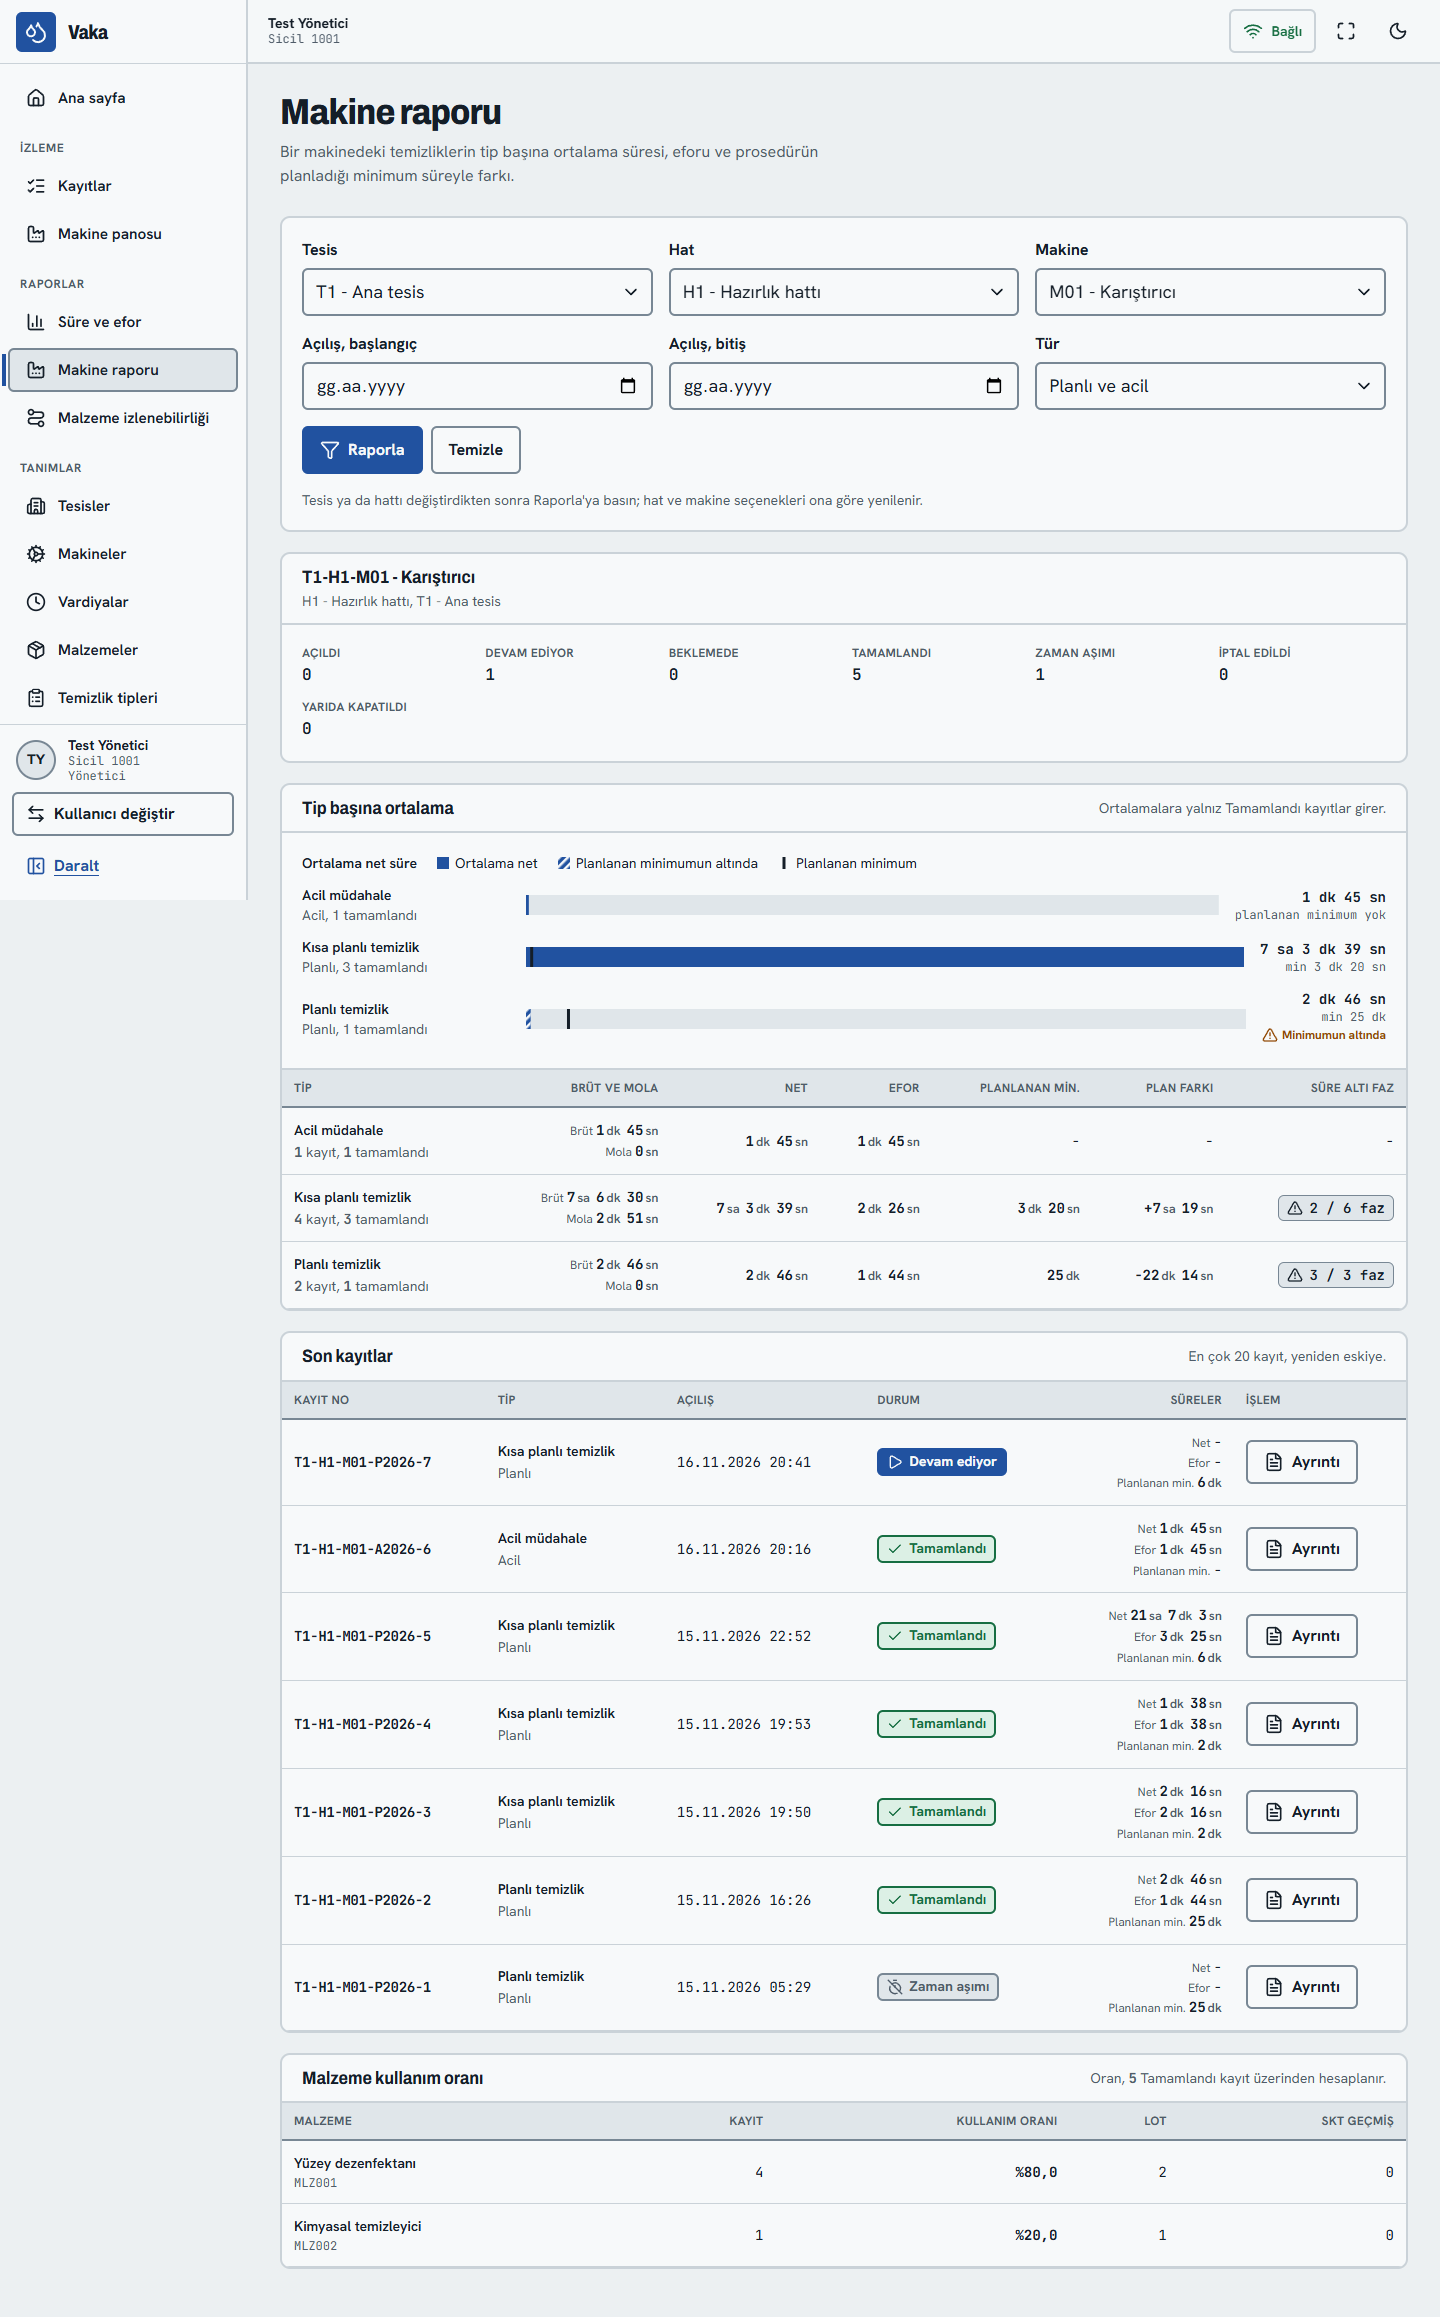 Vaka
Test Yönetici
Sicil 1001
Bağlı
Ana sayfa
İZLEME
Kayıtlar
Makine panosu
RAPORLAR
Süre ve efor
Makine raporu
Malzeme izlenebilirliği
TANIMLAR
Tesisler
Makineler
Vardiyalar
Malzemeler
Temizlik tipleri
TY
Test Yönetici
Sicil 1001
Yönetici
Kullanıcı değiştir
Daralt
Makine raporu
Bir makinedeki temizliklerin tip başına ortalama süresi, eforu ve prosedürün
planladığı minimum süreyle farkı.
Tesis Hat Makine
T1 - Ana tesis H1 - Hazırlık hattı M01 - Karıştırıcı
Açılış, başlangıç Açılış, bitiş Tür
gg.aa.yyyy gg.aa.yyyy Planlı ve acil
Raporla Temizle
Tesis ya da hattı değiştirdikten sonra Raporla'ya basın; hat ve makine seçenekleri ona göre yenilenir.
T1-H1-M01 - Karıştırıcı
H1 - Hazırlık hattı, T1 - Ana tesis
AÇILDI DEVAM EDİYOR BEKLEMEDE TAMAMLANDI ZAMAN AŞIMI İPTAL EDİLDİ
0 1 0 5 1 0
YARIDA KAPATILDI
0
Tip başına ortalama Ortalamalara yalnız Tamamlandı kayıtlar girer.
Ortalama net süre Ortalama net Planlanan minimumun altında Planlanan minimum
Acil müdahale 1 dk 45 sn
Acil, 1 tamamlandı planlanan minimum yok
Kısa planlı temizlik 7 sa 3 dk 39 sn
Planlı, 3 tamamlandı min 3 dk 20 sn
Planlı temizlik 2 dk 46 sn
Planlı, 1 tamamlandı min 25 dk
Minimumun altında
TİP BRÜT VE MOLA NET EFOR PLANLANAN MİN. PLAN FARKI SÜRE ALTI FAZ
Acil müdahale Brüt 1 dk 45 sn
1 kayıt, 1 tamamlandı Mola 0 sn 1 dk 45 sn 1 dk 45 sn - - -
Kısa planlı temizlik Brüt 7 sa 6 dk 30 sn
4 kayıt, 3 tamamlandı Mola 2 dk 51 sn 7 sa 3 dk 39 sn 2 dk 26 sn 3 dk 20 sn +7 sa 19 sn 2 / 6 faz
Planlı temizlik Brüt 2 dk 46 sn
2 kayıt, 1 tamamlandı Mola 0 sn 2 dk 46 sn 1 dk 44 sn 25 dk -22 dk 14 sn 3 / 3 faz
Son kayıtlar En çok 20 kayıt, yeniden eskiye.
KAYIT NO TİP AÇILIŞ DURUM SÜRELER İŞLEM
T1-H1-M01-P2026-7 Kısa planlı temizlik Planlı 16.11.2026 20:41 Devam ediyor Net - Efor - Planlanan min. 6 dk Ayrıntı
T1-H1-M01-A2026-6 Acil müdahale Acil 16.11.2026 20:16 Tamamlandı Net 1 dk 45 sn Efor 1 dk 45 sn Planlanan min. - Ayrıntı
T1-H1-M01-P2026-5 Kısa planlı temizlik Planlı 15.11.2026 22:52 Tamamlandı Net 21 sa 7 dk 3 sn Efor 3 dk 25 sn Planlanan min. 6 dk Ayrıntı
T1-H1-M01-P2026-4 Kısa planlı temizlik Planlı 15.11.2026 19:53 Tamamlandı Net 1 dk 38 sn Efor 1 dk 38 sn Planlanan min. 2 dk Ayrıntı
T1-H1-M01-P2026-3 Kısa planlı temizlik Planlı 15.11.2026 19:50 Tamamlandı Net 2 dk 16 sn Efor 2 dk 16 sn Planlanan min. 2 dk Ayrıntı
T1-H1-M01-P2026-2 Planlı temizlik Planlı 15.11.2026 16:26 Tamamlandı Net 2 dk 46 sn Efor 1 dk 44 sn Planlanan min. 25 dk Ayrıntı
T1-H1-M01-P2026-1 Planlı temizlik Planlı 15.11.2026 05:29 Zaman aşımı Net - Efor - Planlanan min. 25 dk Ayrıntı
Malzeme kullanım oranı Oran, 5 Tamamlandı kayıt üzerinden hesaplanır.
MALZEME KAYIT KULLANIM ORANI LOT SKT GEÇMİŞ
Yüzey dezenfektanı
MLZ001 4 %80,0 2 0
Kimyasal temizleyici
MLZ002 1 %20,0 1 0